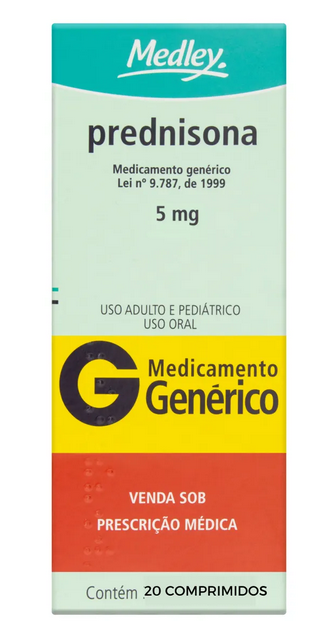 Medley.
prednisona
Medicamento genérico
Lei nº 9.787, de 1999
5 mg
USO ADULTO E PEDIÁTRICO
USO ORAL
G Medicamento
Genérico
VENDA SOB
PRESCRIÇÃO MÉDICA
Contém 20 COMPRIMIDOS